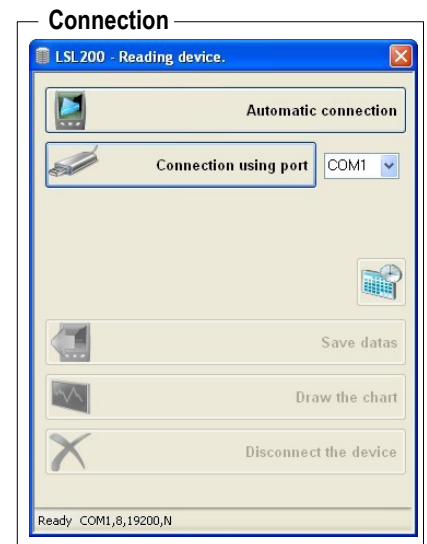 Connection
LSL200 - Reading device.
Automatic connection
Connection using port COM1
Save datas
Draw the chart
Disconnect the device
Ready COM1,8,19200,N